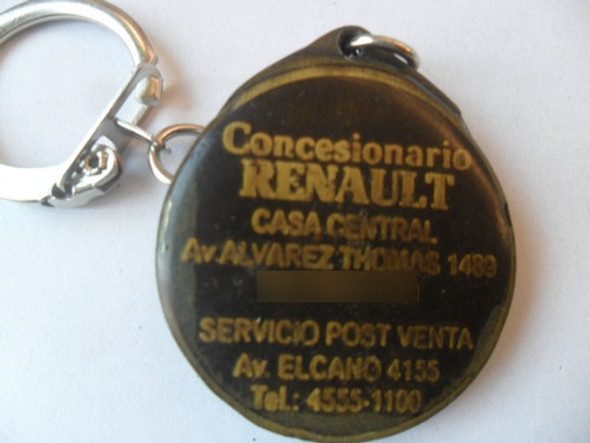 Concesionario
RENAULT
CASA CENTRAL
Av. ALVAREZ THOMAS 1489
SERVICIO POST VENTA
Av. ELCANO 4155
Tel.: 4555-1100